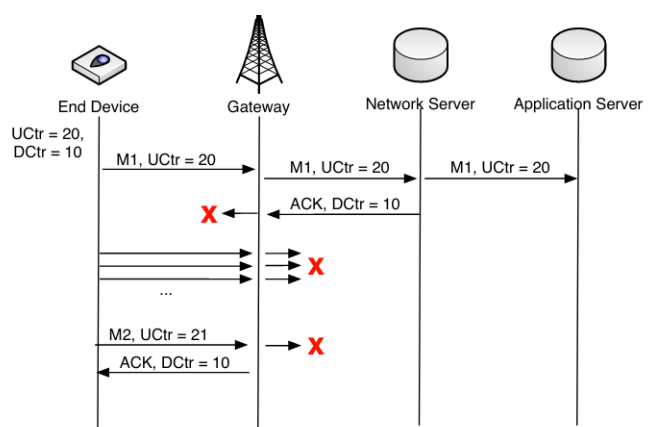 End Device
Gateway
Network Server
Application Server
UCtr = 20,
DCtr = 10
M1, UCtr = 20
M1, UCtr = 20
M1, UCtr = 20
ACK, DCtr = 10
X
X
...
M2, UCtr = 21
X
ACK, DCtr = 10